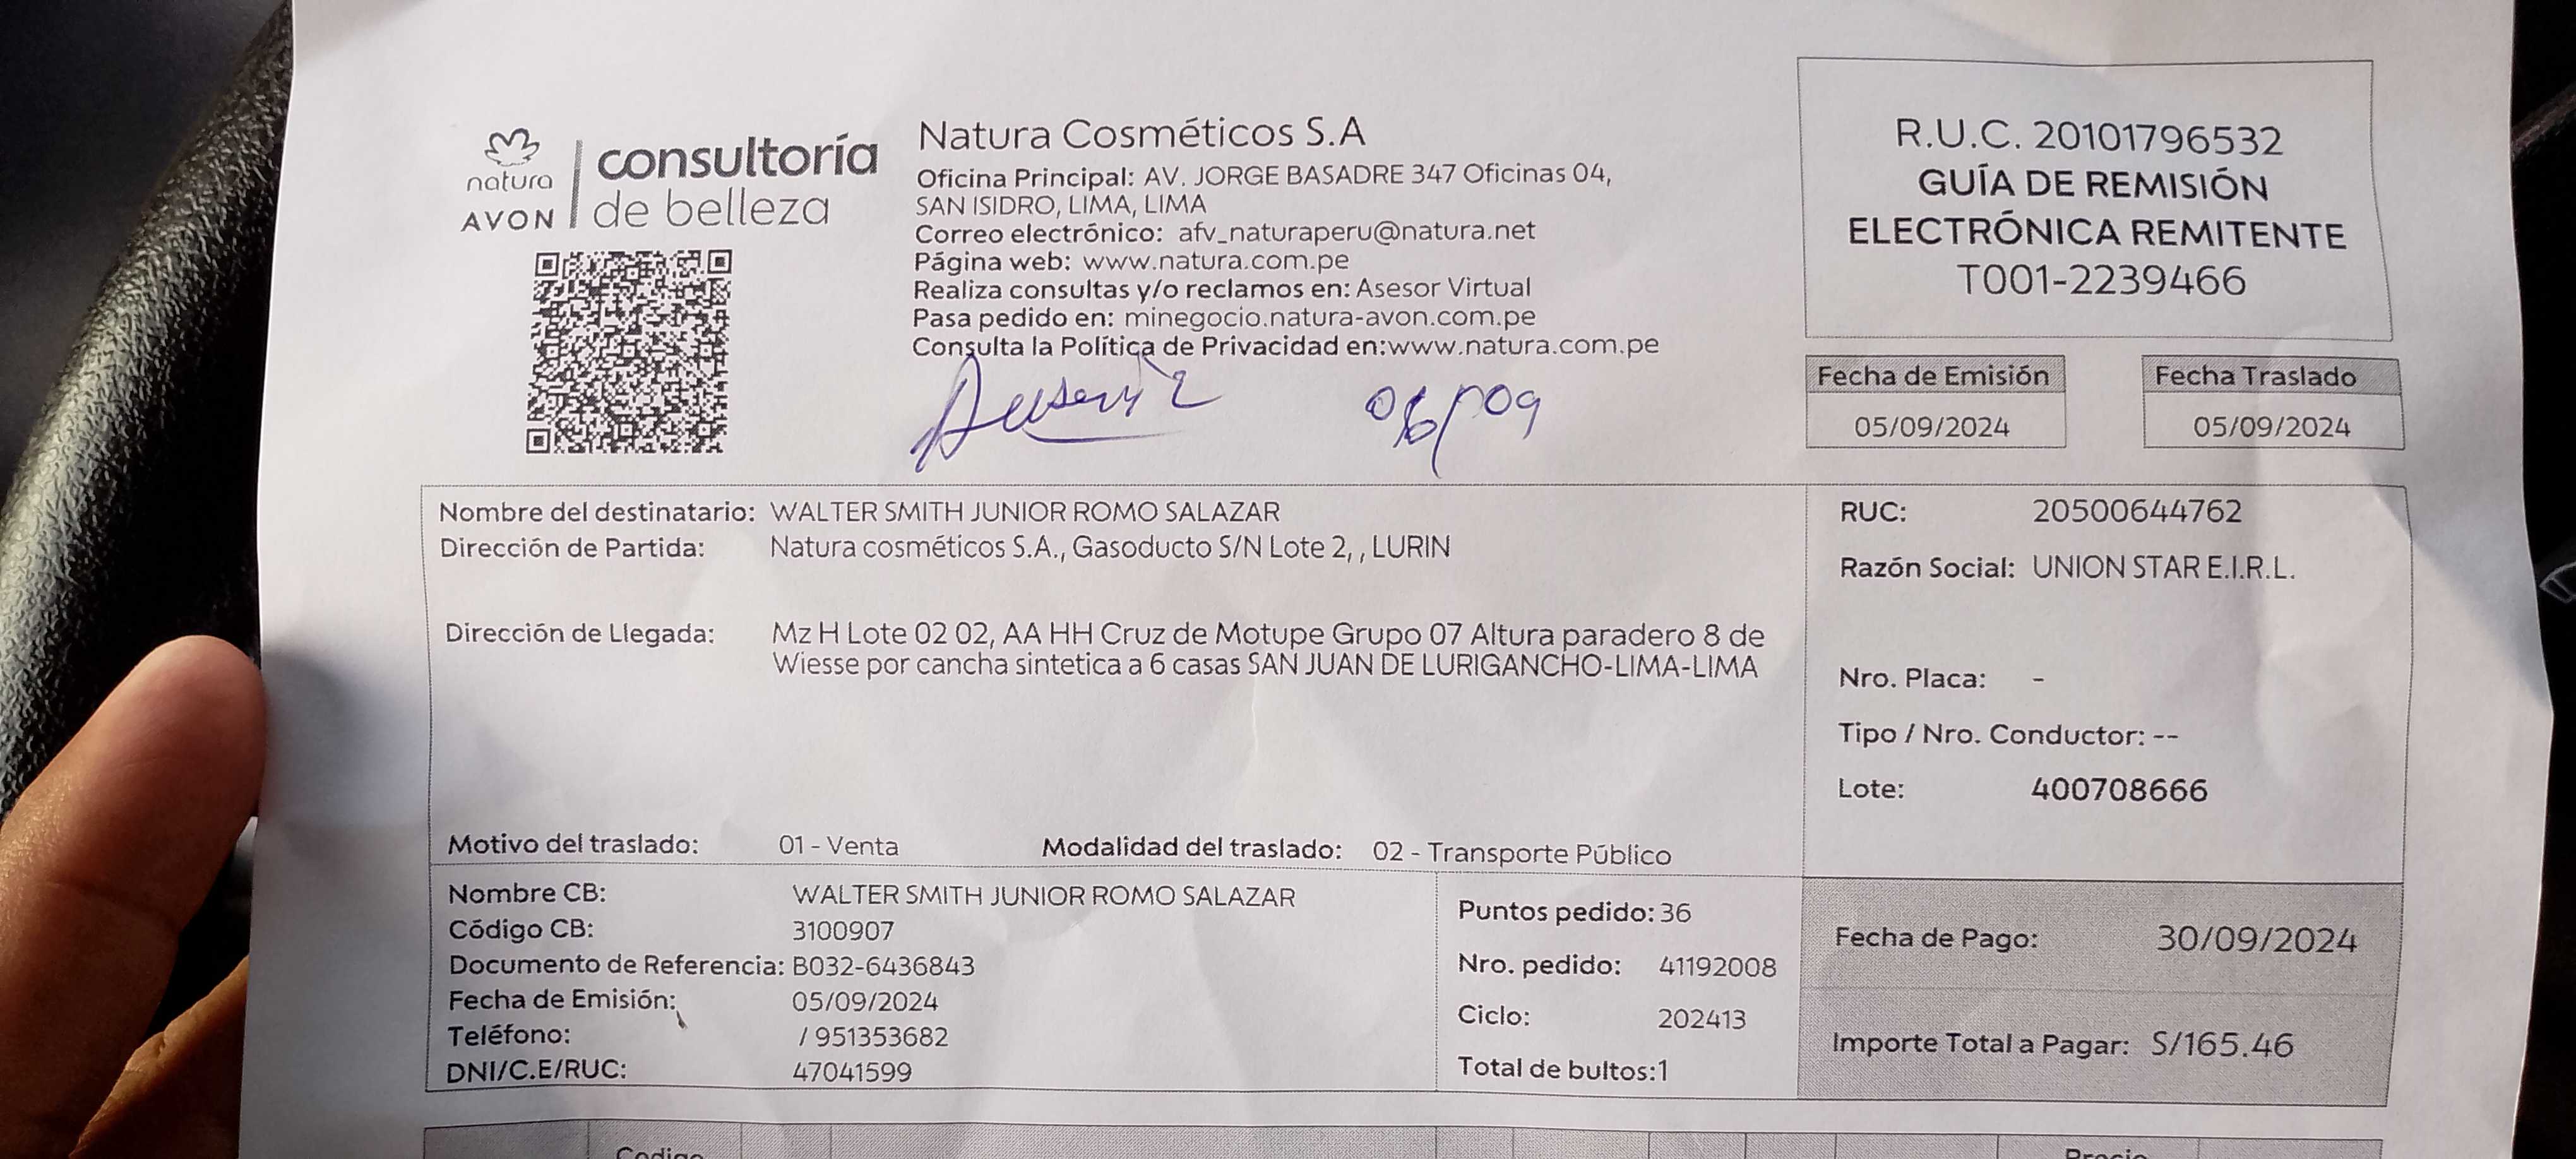 natura
AVON
consultoría
de belleza
Natura Cosméticos S.A
Oficina Principal: AV. JORGE BASADRE 347 Oficinas 04,
SAN ISIDRO, LIMA, LIMA
Correo electrónico: afv_naturaperu@natura.net
Página web: www.natura.com.pe
Realiza consultas y/o reclamos en: Asesor Virtual
Pasa pedido en: minegocio.natura-avon.com.pe
Consulta la Política de Privacidad en:www.natura.com.pe
06/09
R.U.C. 20101796532
GUÍA DE REMISIÓN
ELECTRÓNICA REMITENTE
T001-2239466
Fecha de Emisión
05/09/2024
Fecha Traslado
05/09/2024
Nombre del destinatario: WALTER SMITH JUNIOR ROMO SALAZAR
Dirección de Partida: Natura cosméticos S.A., Gasoducto S/N Lote 2, , LURIN
Dirección de Llegada: Mz H Lote 02 02, AA HH Cruz de Motupe Grupo 07 Altura paradero 8 de
Wiesse por cancha sintetica a 6 casas SAN JUAN DE LURIGANCHO-LIMA-LIMA
Motivo del traslado: 01 - Venta Modalidad del traslado: 02 - Transporte Público
RUC: 20500644762
Razón Social: UNION STAR E.I.R.L.
Nro. Placa: -
Tipo / Nro. Conductor: --
Lote: 400708666
Nombre CB: WALTER SMITH JUNIOR ROMO SALAZAR
Código CB: 3100907
Documento de Referencia: B032-6436843
Fecha de Emisión: 05/09/2024
Teléfono: / 951353682
DNI/C.E/RUC: 47041599
Puntos pedido: 36
Nro. pedido: 41192008
Ciclo: 202413
Total de bultos:1
Fecha de Pago: 30/09/2024
Importe Total a Pagar: S/165.46